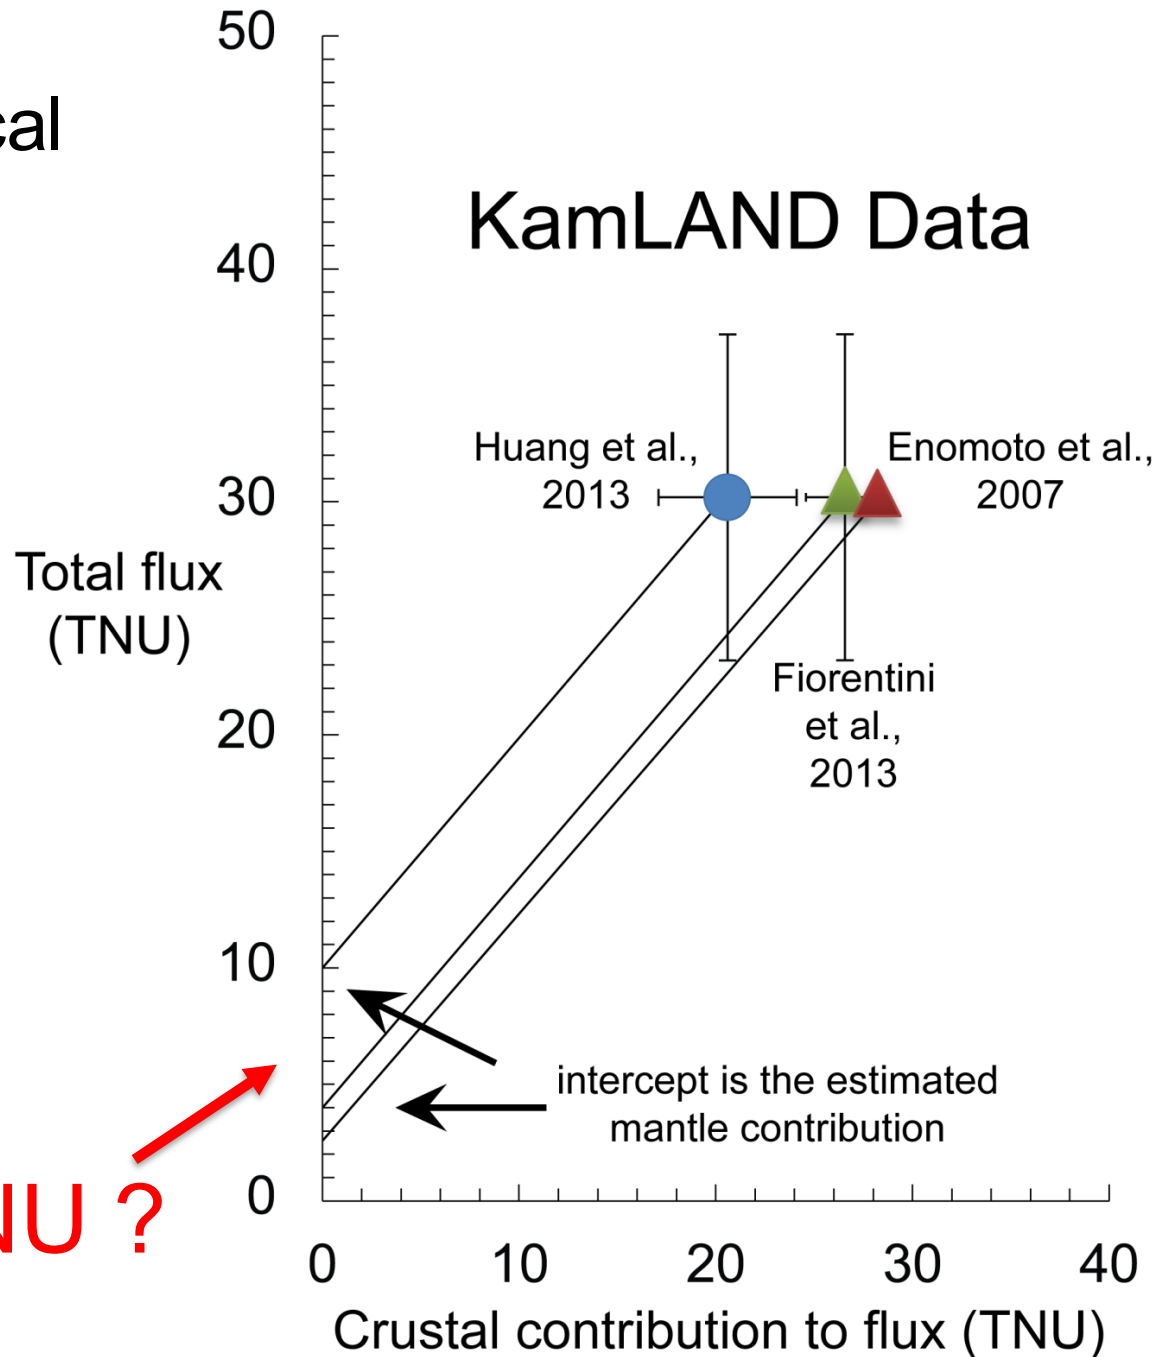 50
cal
KamLAND Data
40
Huang et al.,
2013
Enomoto et al.,
2007
30
Total flux
(TNU)
Fiorentini
et al.,
2013
20
10
intercept is the estimated
mantle contribution
NU ?
0
0 10 20 30 40
Crustal contribution to flux (TNU)